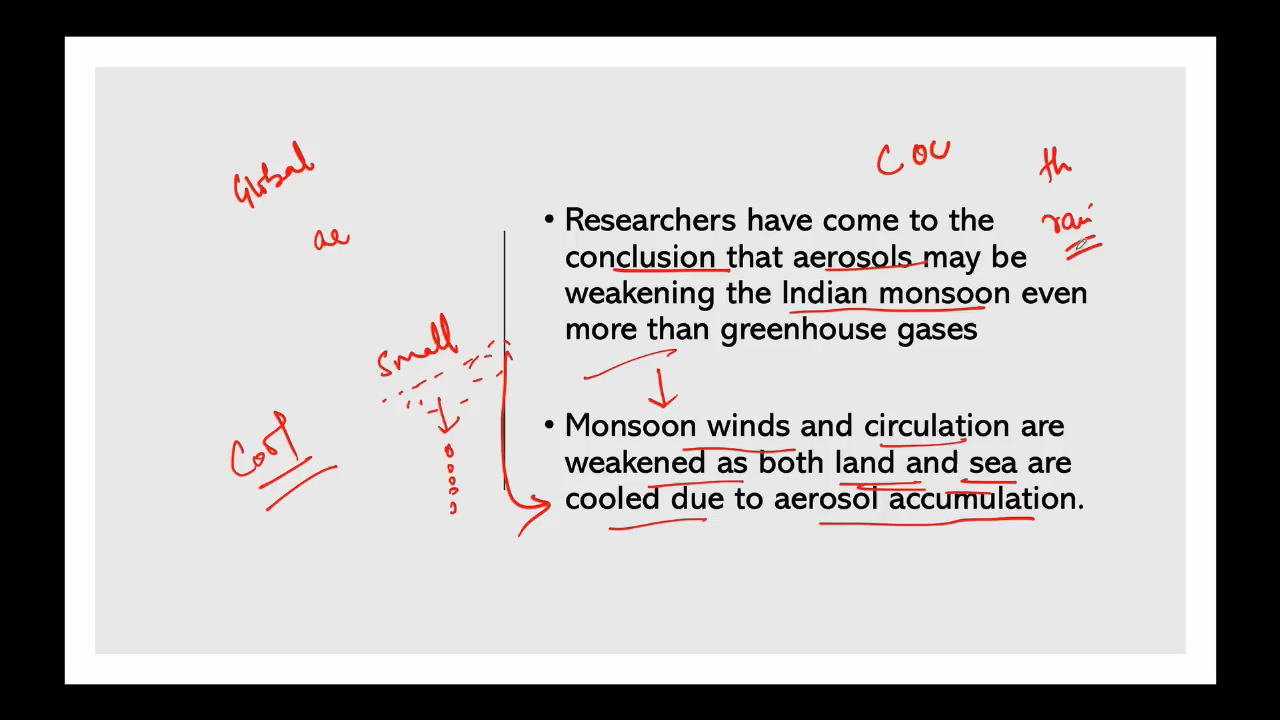 Global
ae
small
COU
th
rai
• Researchers have come to the
conclusion that aerosols may be
weakening the Indian monsoon even
more than greenhouse gases
• Monsoon winds and circulation are
weakened as both land and sea are
cooled due to aerosol accumulation.